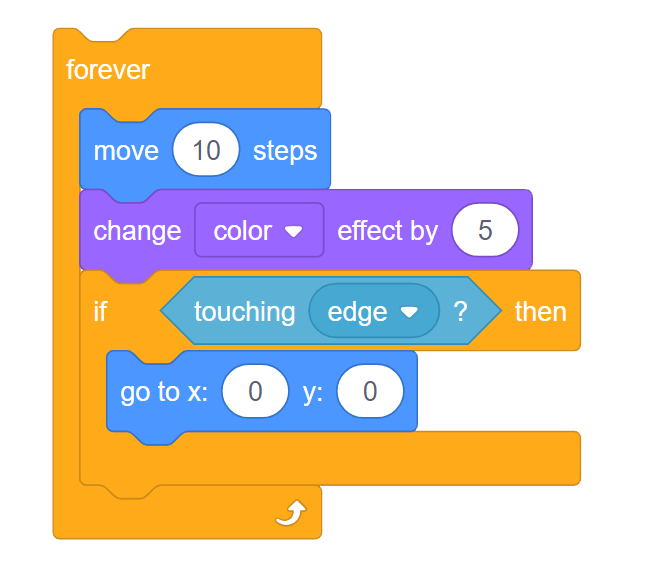 forever
move 10 steps
change color effect by 5
if touching edge ? then
go to x: 0 y: 0